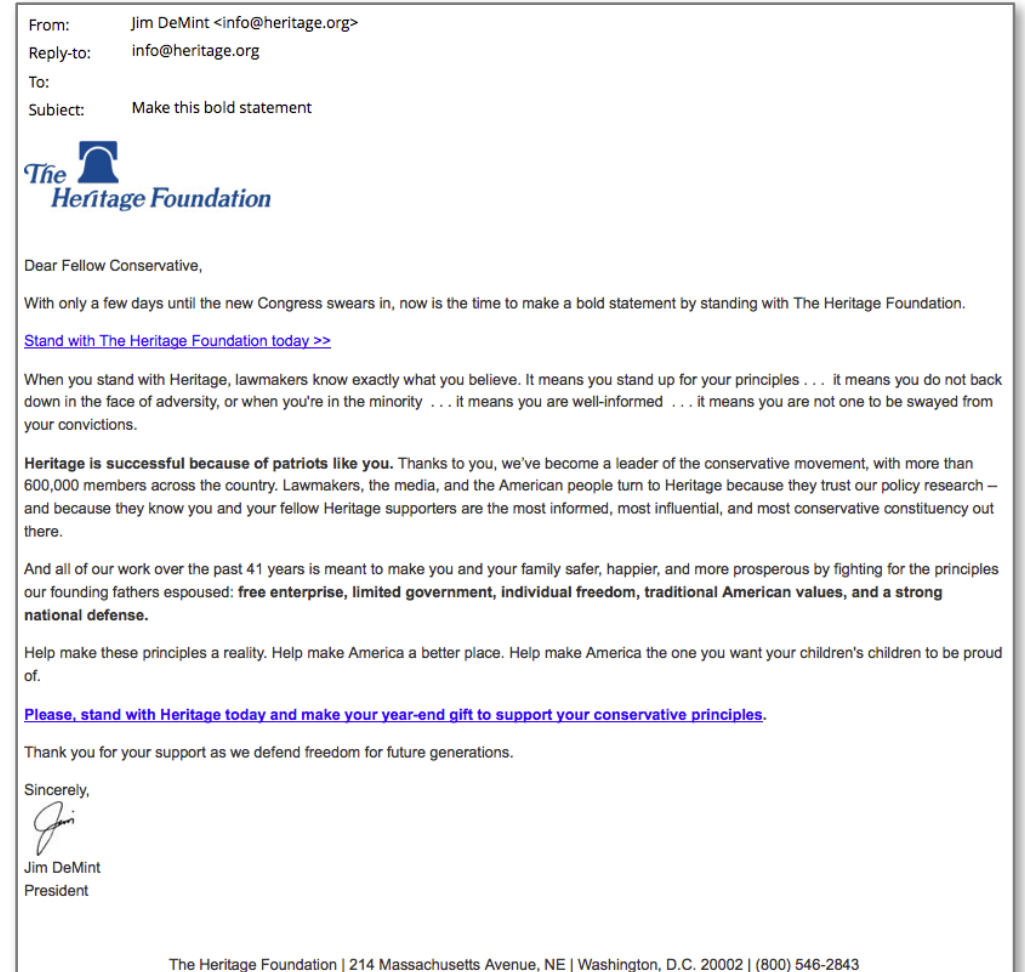 From: Jim DeMint <info@heritage.org>
Reply-to: info@heritage.org
To:
Subiect: Make this bold statement
The
Heritage Foundation
Dear Fellow Conservative,
With only a few days until the new Congress swears in, now is the time to make a bold statement by standing with The Heritage Foundation.
Stand with The Heritage Foundation today >>
When you stand with Heritage, lawmakers know exactly what you believe. It means you stand up for your principles . . .  it means you do not back
down in the face of adversity, or when you're in the minority  . . . it means you are well-informed  . . . it means you are not one to be swayed from
your convictions.
Heritage is successful because of patriots like you. Thanks to you, we've become a leader of the conservative movement, with more than
600,000 members across the country. Lawmakers, the media, and the American people turn to Heritage because they trust our policy research –
and because they know you and your fellow Heritage supporters are the most informed, most influential, and most conservative constituency out
there.
And all of our work over the past 41 years is meant to make you and your family safer, happier, and more prosperous by fighting for the principles
our founding fathers espoused: free enterprise, limited government, individual freedom, traditional American values, and a strong
national defense.
Help make these principles a reality. Help make America a better place. Help make America the one you want your children's children to be proud
of.
Please, stand with Heritage today and make your year-end gift to support your conservative principles.
Thank you for your support as we defend freedom for future generations.
Sincerely,
Jim
Jim DeMint
President
The Heritage Foundation | 214 Massachusetts Avenue, NE | Washington, D.C. 20002 | (800) 546-2843